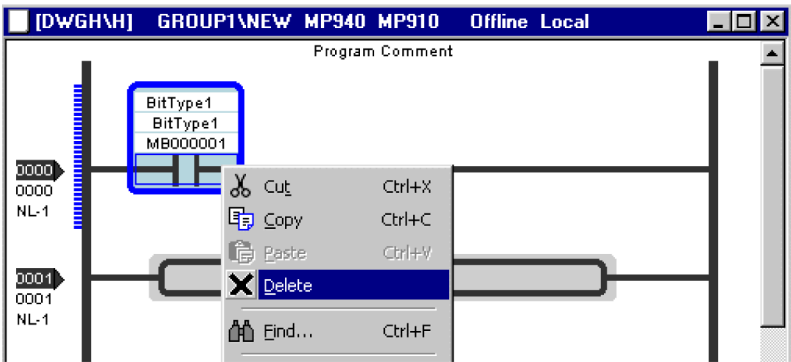 [DWGH\H] GROUP1\NEW MP940 MP910 Offline Local
Program Comment
BitType1
BitType1
MB000001
0000
0000
NL-1
Cut Ctrl+X
Copy Ctrl+C
Paste Ctrl+V
Delete
Find... Ctrl+F
0001
0001
NL-1